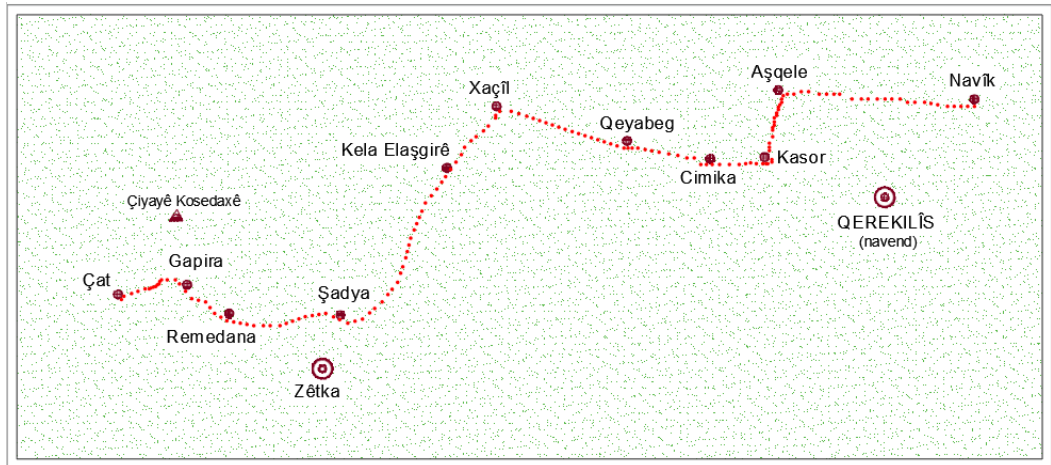 Aşqele
Navîk
Xaçîl
Qeyabeg
Kela Elaşgirê
Kasor
Cimika
Çiyayê Kosedaxê
QEREKILÎS
(navend)
Gapira
Çat
Şadya
Remedana
Zêtka